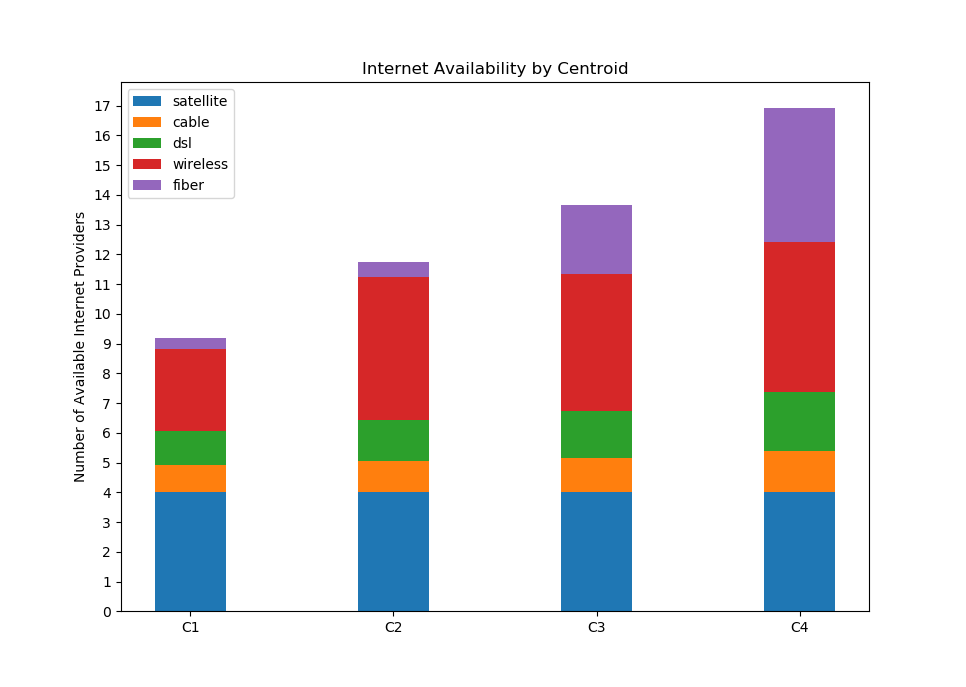 Internet Availability by Centroid
satellite
cable
dsl
wireless
fiber
Number of Available Internet Providers
17
16
15
14
13
12
11
10
9
8
7
6
5
4
3
2
1
0
C1
C2
C3
C4